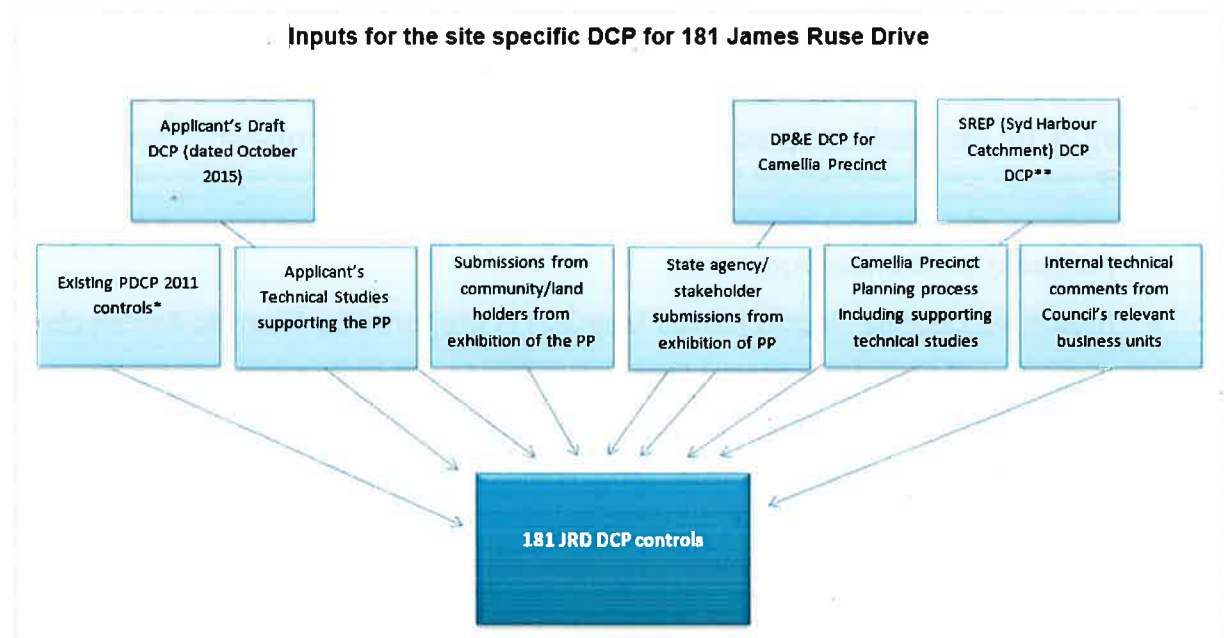 Inputs for the site specific DCP for 181 James Ruse Drive
Applicant's Draft
DCP (dated October
2015)
DP&E DCP for
Camellia Precinct
SREP (Syd Harbour
Catchment) DCP
DCP**
Existing PDCP 2011
controls*
Applicant's
Technical Studies
supporting the PP
Submissions from
community/land
holders from
exhibition of the PP
State agency/
stakeholder
submissions from
exhibition of PP
Camellia Precinct
Planning process
Including supporting
technical studies
Internal technical
comments from
Council's relevant
business units
181 JRD DCP controls